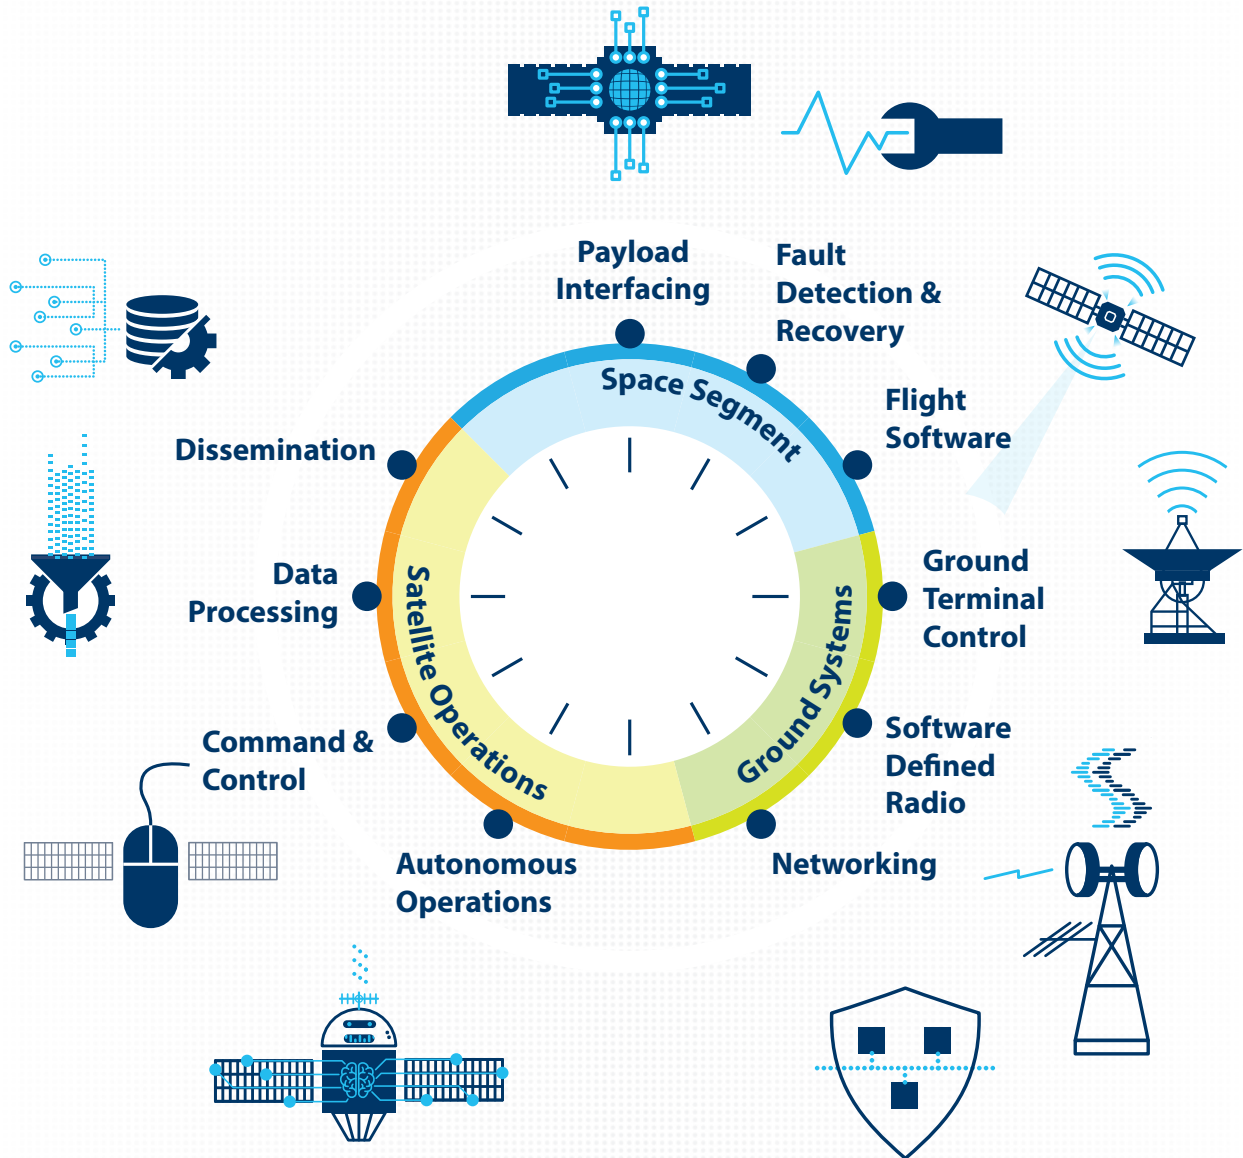 Payload
Interfacing
Fault
Detection &
Recovery
Flight
Software
Space Segment
Dissemination
Data
Processing
Ground
Terminal
Control
Satellite Operations
Ground Systems
Command &
Control
Software
Defined
Radio
Autonomous
Operations
Networking